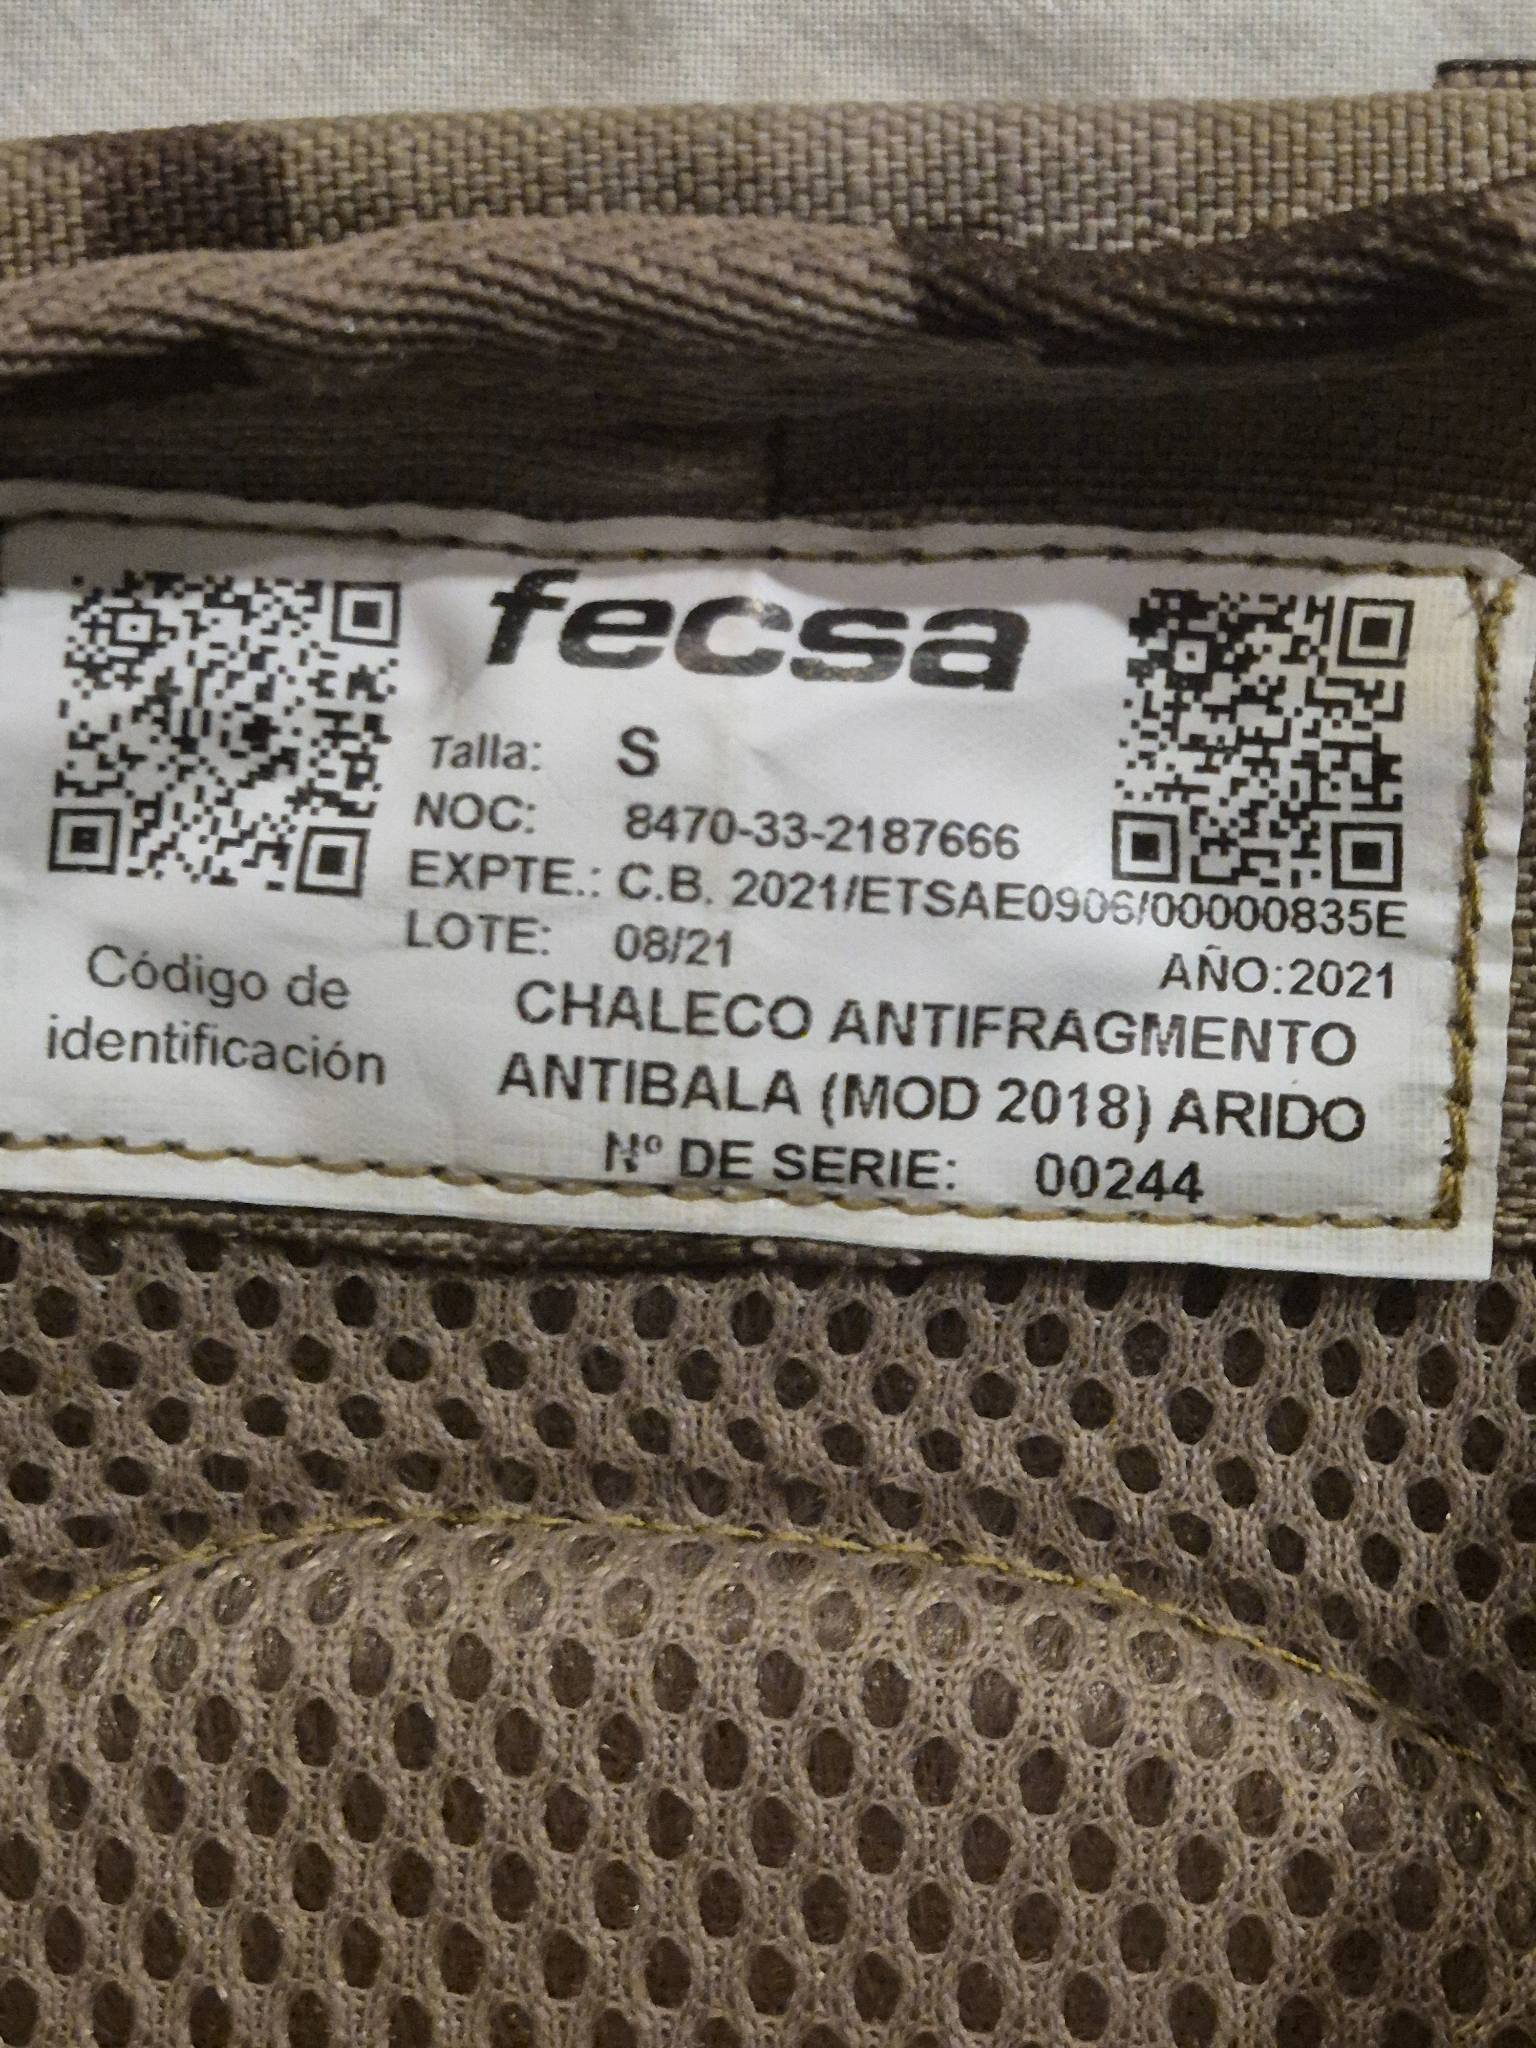 fecsa
Talla: S
NOC: 8470-33-2187666
EXPTE.: C.B. 2021/ETSAE0906/00000835E
LOTE: 08/21
AÑO:2021
Código de
identificación
CHALECO ANTIFRAGMENTO
ANTIBALA (MOD 2018) ARIDO
Nº DE SERIE: 00244